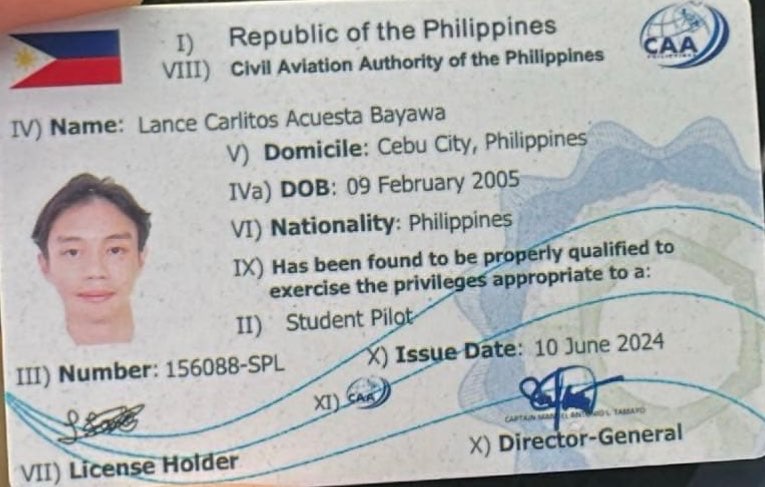 I) Republic of the Philippines
VIII) Civil Aviation Authority of the Philippines
CAA
PHILIPPINES
IV) Name: Lance Carlitos Acuesta Bayawa
V) Domicile: Cebu City, Philippines
IVa) DOB: 09 February 2005
VI) Nationality: Philippines
IX) Has been found to be properly qualified to
exercise the privileges appropriate to a:
II) Student Pilot
III) Number: 156088-SPL
X) Issue Date: 10 June 2024
XI) CAA
CAPTAIN MANUEL ANTONIO L. TAMAYO
VII) License Holder
X) Director-General